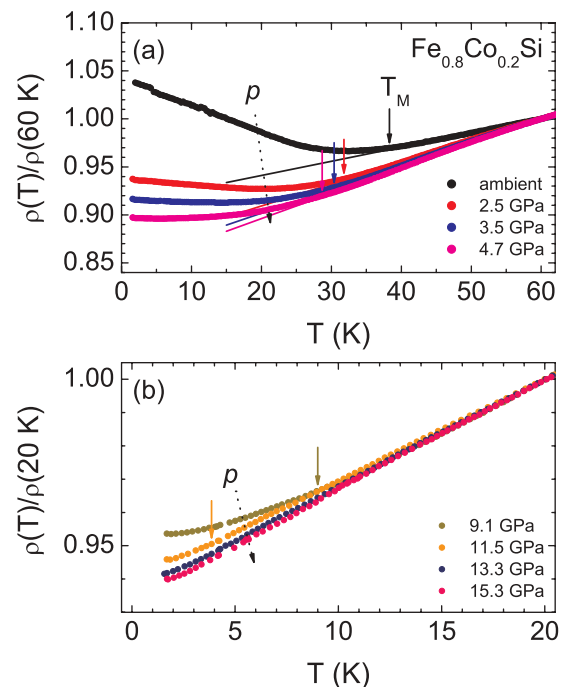 (a)
Fe0.8Co0.2Si
p
TM
ρ(T)/ρ(60 K)
1.10
1.05
1.00
0.95
0.90
0.85
ambient
2.5 GPa
3.5 GPa
4.7 GPa
0 10 20 30 40 50 60
T (K)
(b)
p
ρ(T)/ρ(20 K)
1.00
0.95
9.1 GPa
11.5 GPa
13.3 GPa
15.3 GPa
0 5 10 15 20
T (K)